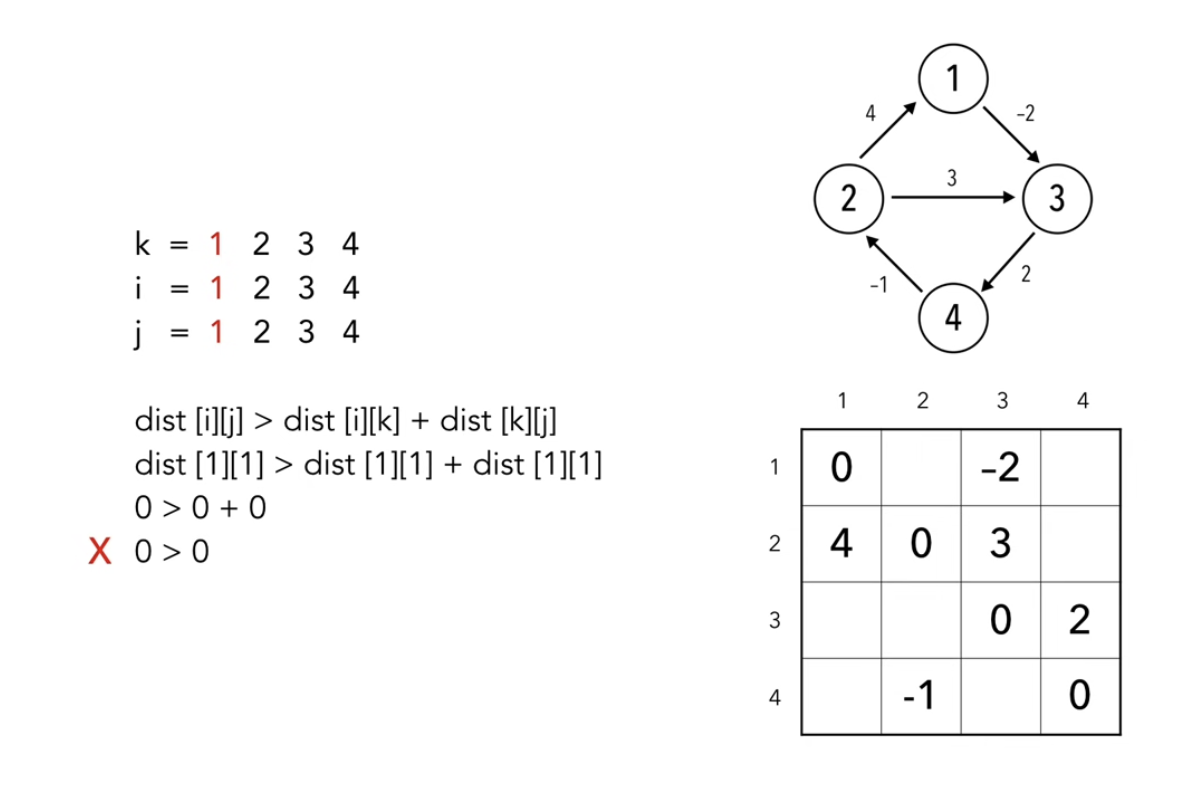 k = 1 2 3 4
i = 1 2 3 4
j = 1 2 3 4
dist [i][j] > dist [i][k] + dist [k][j]
dist [1][1] > dist [1][1] + dist [1][1]
0 > 0 + 0
X 0 > 0
1
4 -2
2 3 3
-1 2
4
1 2 3 4
1 0 -2
2 4 0 3
3 0 2
4 -1 0